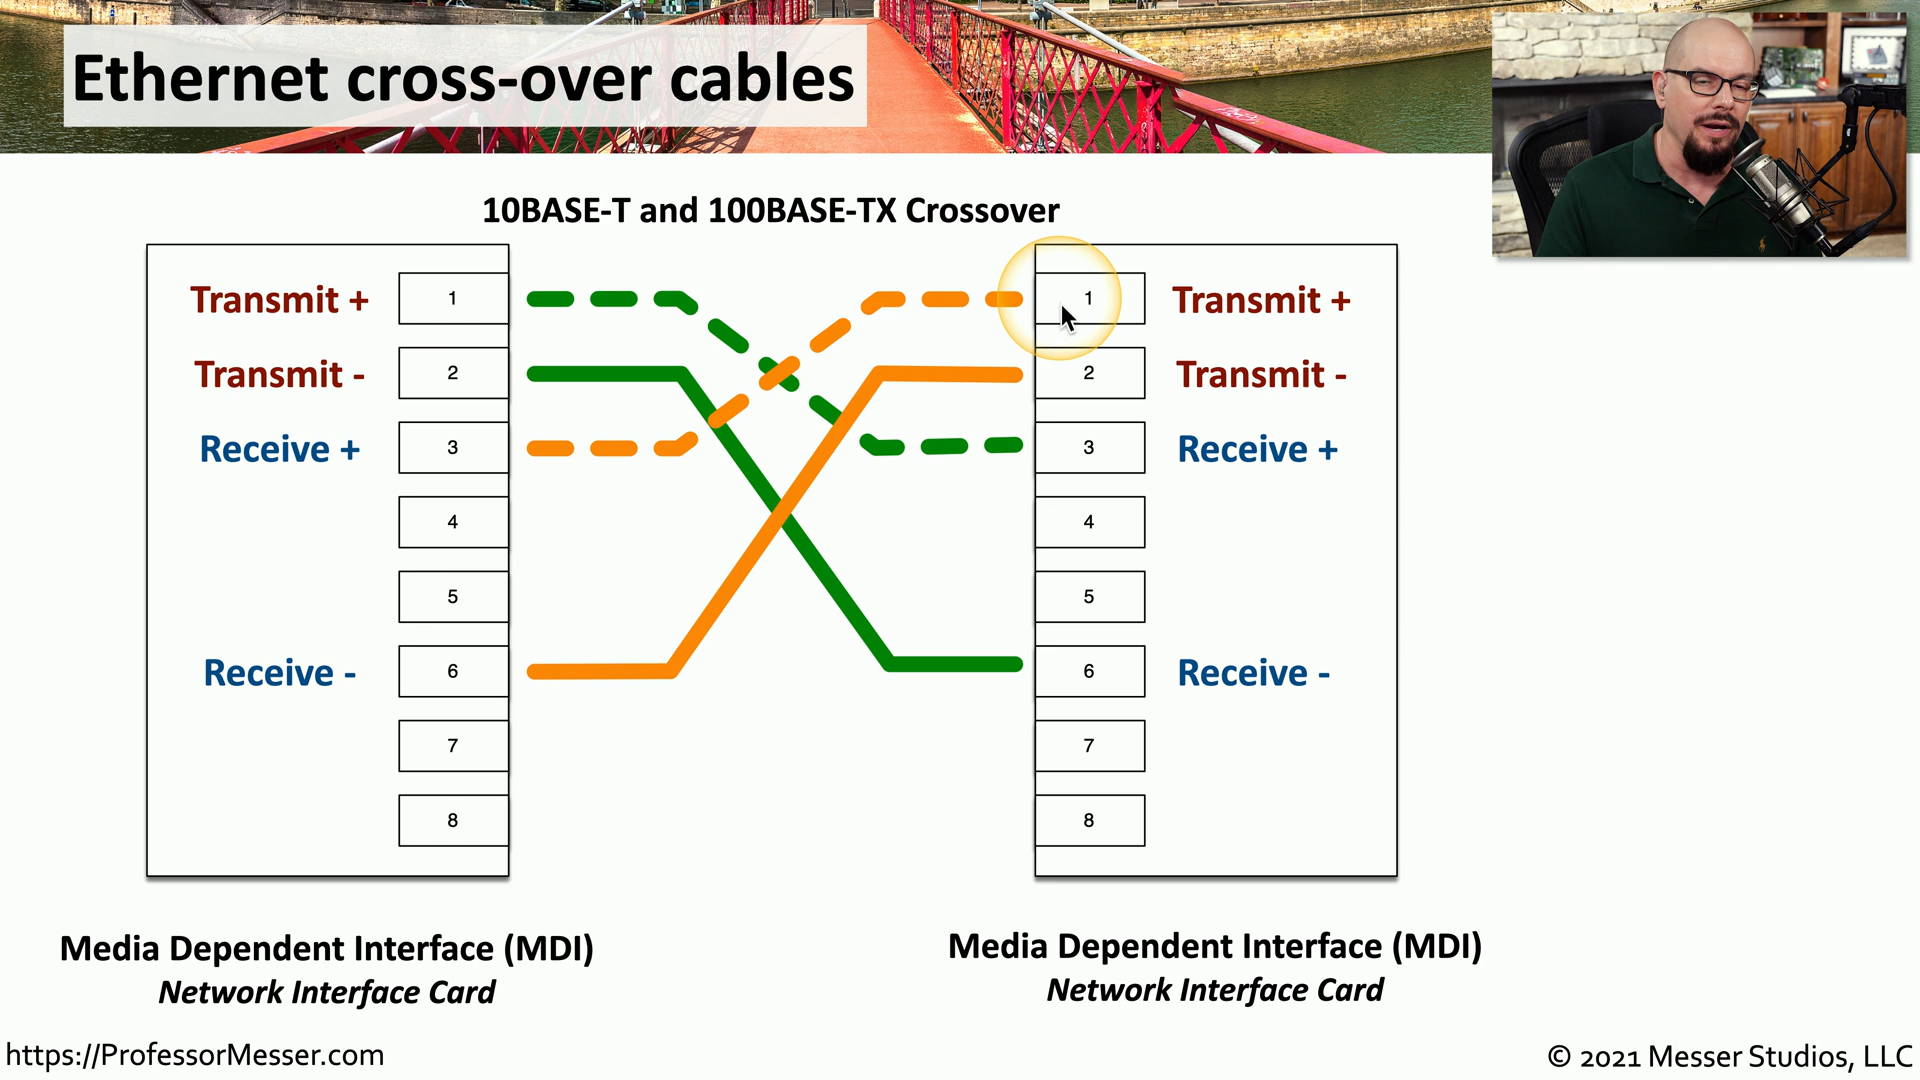 Ethernet cross-over cables
10BASE-T and 100BASE-TX Crossover
Transmit + 1 1 Transmit +
Transmit - 2 2 Transmit -
Receive + 3 3 Receive +
4 4
5 5
Receive - 6 6 Receive -
7 7
8 8
Media Dependent Interface (MDI) Media Dependent Interface (MDI)
Network Interface Card Network Interface Card
https://ProfessorMesser.com © 2021 Messer Studios, LLC